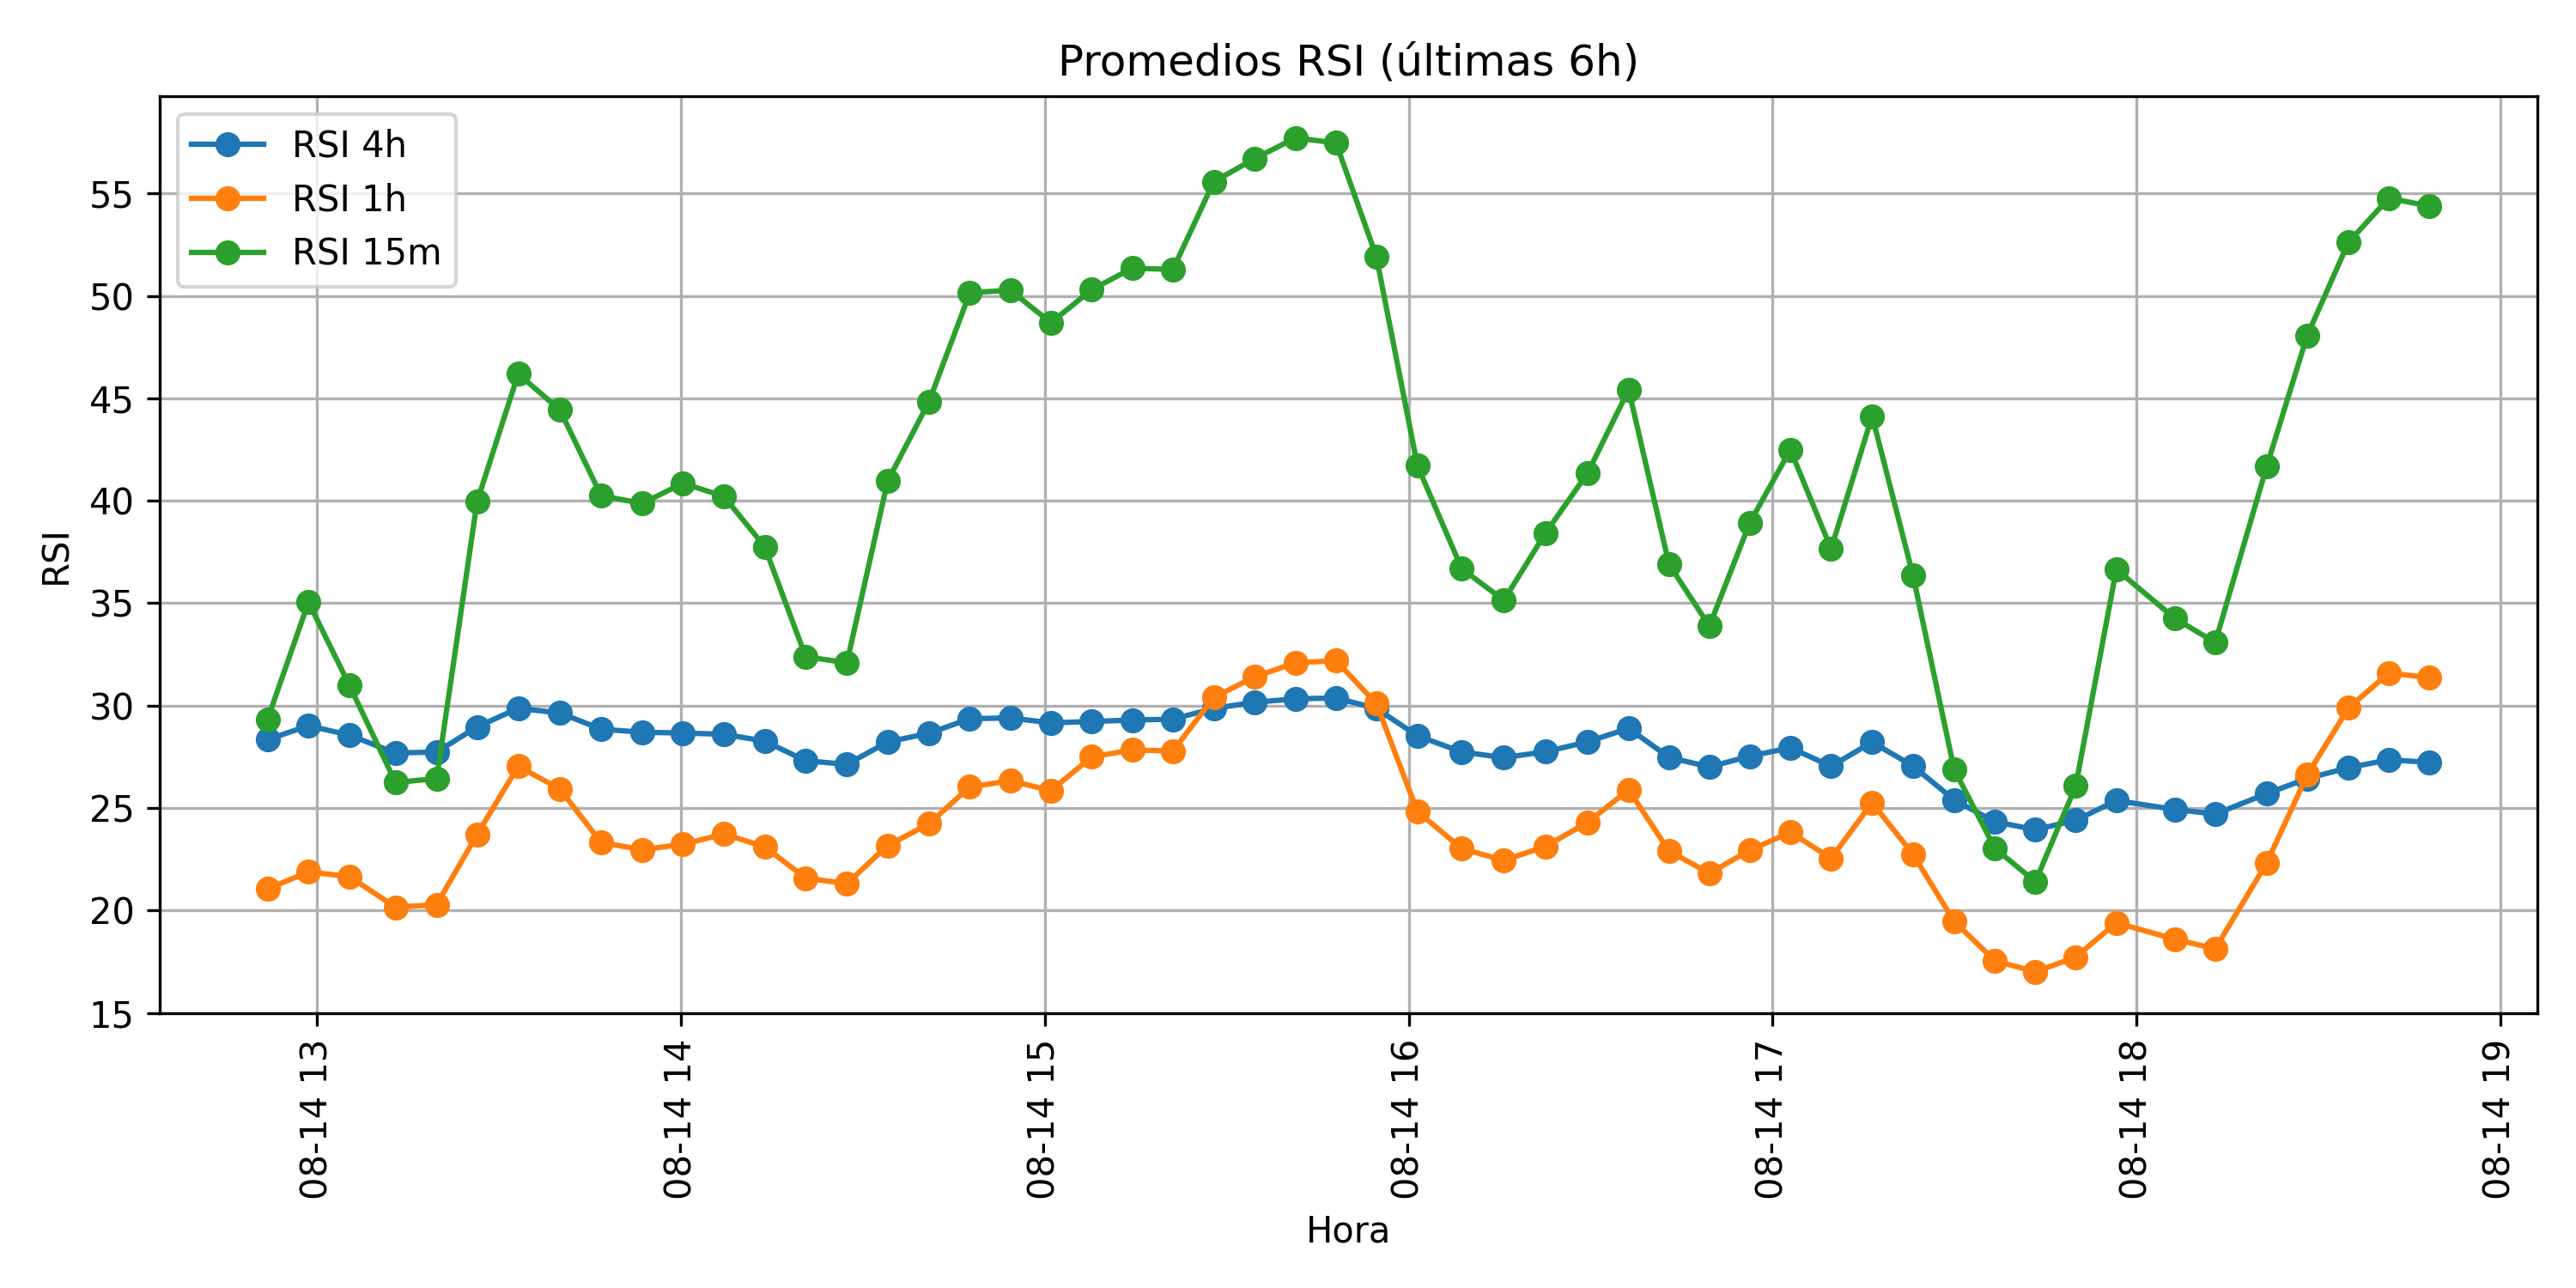 Promedios RSI (últimas 6h)
RSI 4h
RSI 1h
RSI 15m
RSI
55
50
45
40
35
30
25
20
15
08-14 13
08-14 14
08-14 15
08-14 16
08-14 17
08-14 18
08-14 19
Hora